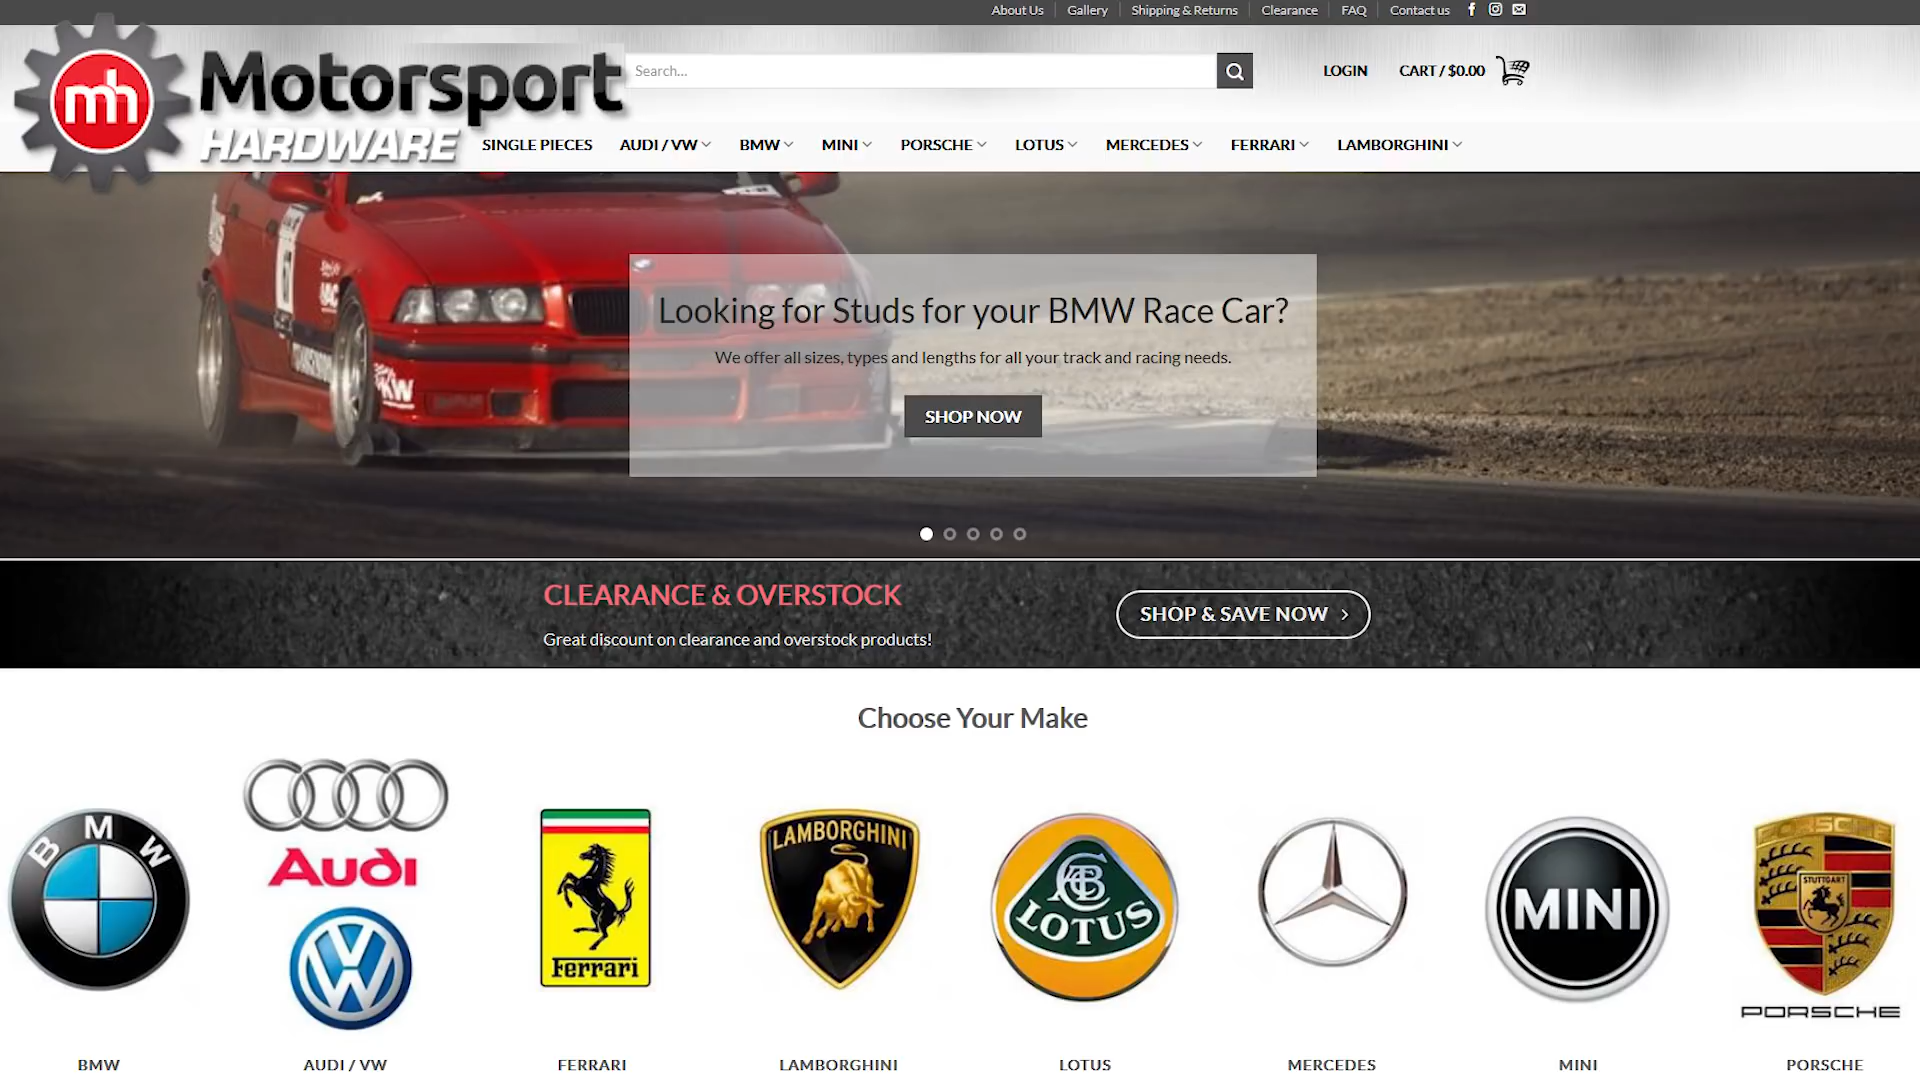 About Us
Gallery
Shipping & Returns
Clearance
FAQ
Contact us
mh
Motorsport
HARDWARE
Search...
LOGIN
CART / $0.00
SINGLE PIECES
AUDI / VW
BMW
MINI
PORSCHE
LOTUS
MERCEDES
FERRARI
LAMBORGHINI
Looking for Studs for your BMW Race Car?
We offer all sizes, types and lengths for all your track and racing needs.
SHOP NOW
CLEARANCE & OVERSTOCK
Great discount on clearance and overstock products!
SHOP & SAVE NOW
Choose Your Make
BMW
Audi
VW
Ferrari
LAMBORGHINI
LOTUS
MINI
PORSCHE
STUTTGART
PORSCHE
BMW
AUDI / VW
FERRARI
LAMBORGHINI
LOTUS
MERCEDES
MINI
PORSCHE